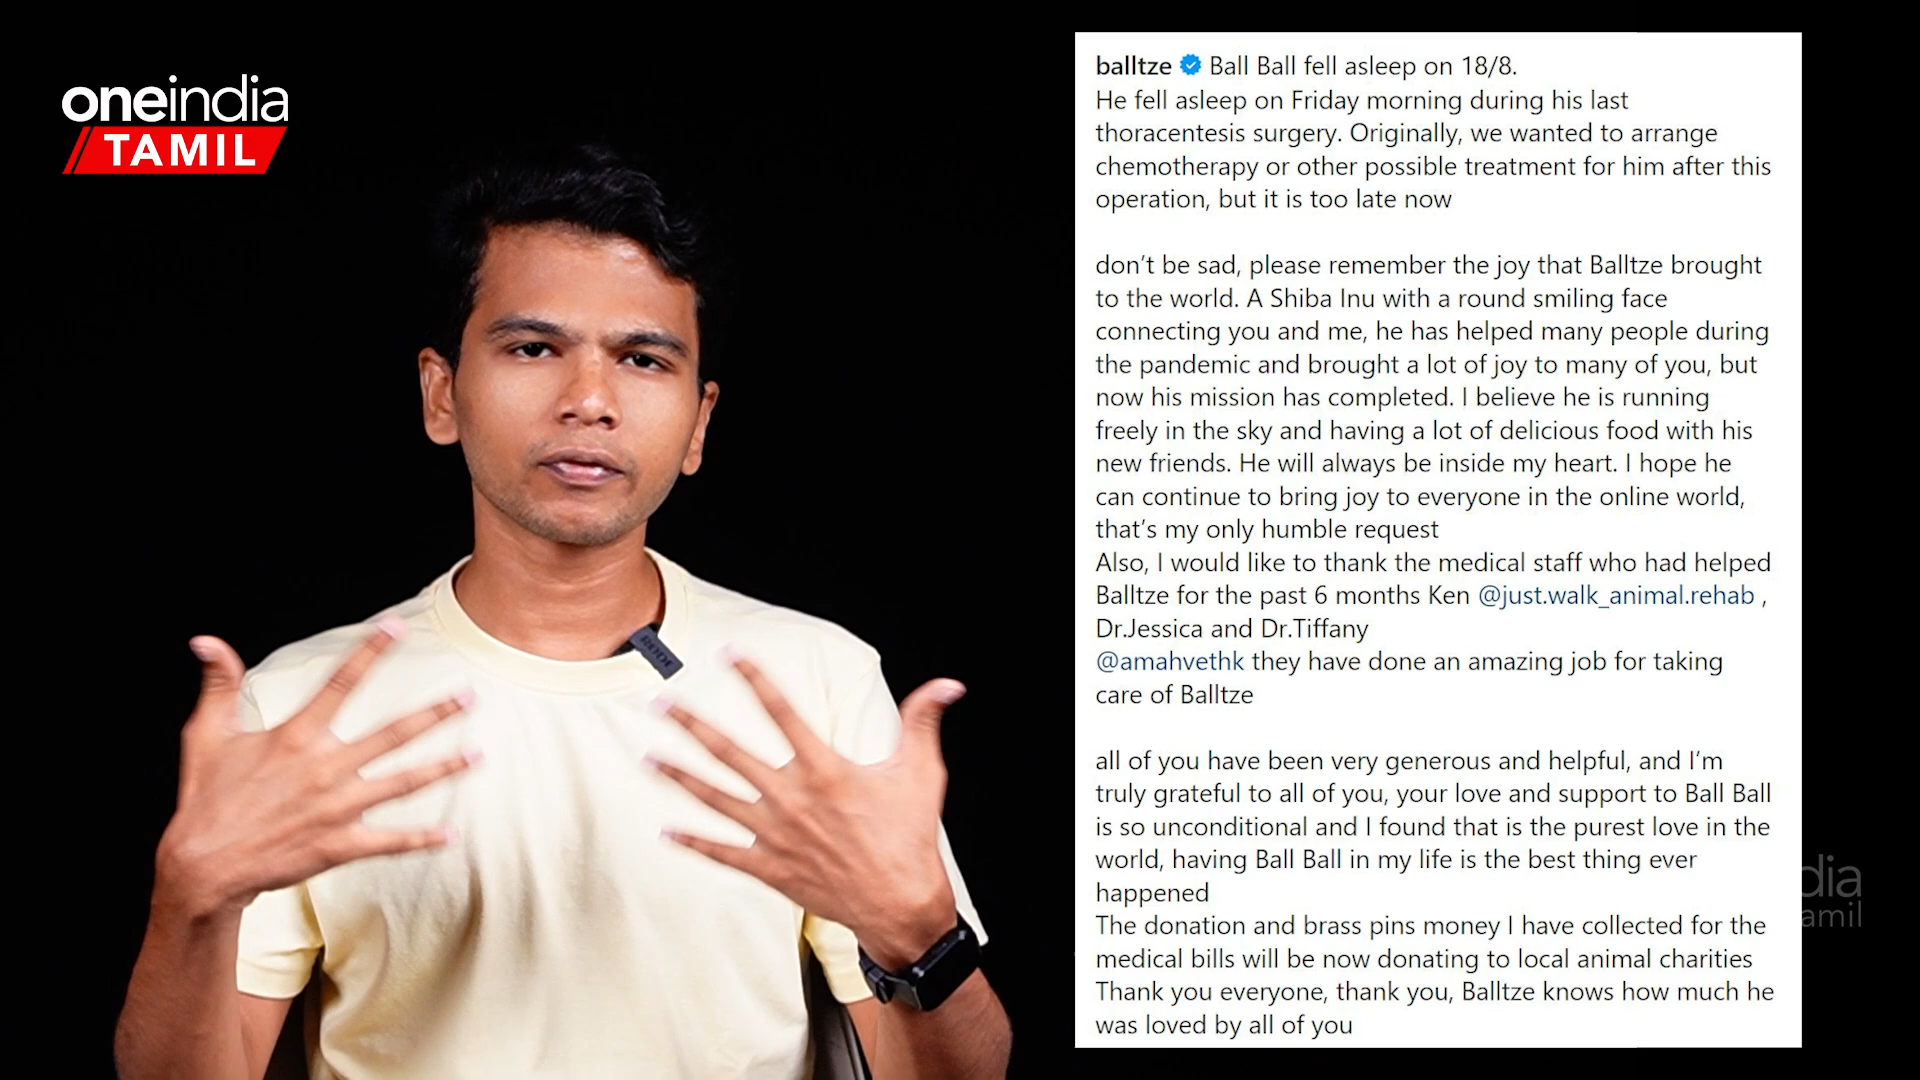 oneindia
TAMIL
balltze Ball Ball fell asleep on 18/8.
He fell asleep on Friday morning during his last
thoracentesis surgery. Originally, we wanted to arrange
chemotherapy or other possible treatment for him after this
operation, but it is too late now
don't be sad, please remember the joy that Balltze brought
to the world. A Shiba Inu with a round smiling face
connecting you and me, he has helped many people during
the pandemic and brought a lot of joy to many of you, but
now his mission has completed. I believe he is running
freely in the sky and having a lot of delicious food with his
new friends. He will always be inside my heart. I hope he
can continue to bring joy to everyone in the online world,
that's my only humble request
Also, I would like to thank the medical staff who had helped
Balltze for the past 6 months Ken @just.walk_animal.rehab ,
Dr.Jessica and Dr.Tiffany
@amahvethk they have done an amazing job for taking
care of Balltze
all of you have been very generous and helpful, and I'm
truly grateful to all of you, your love and support to Ball Ball
is so unconditional and I found that is the purest love in the
world, having Ball Ball in my life is the best thing ever
happened
The donation and brass pins money I have collected for the
medical bills will be now donating to local animal charities
Thank you everyone, thank you, Balltze knows how much he
was loved by all of you
RODE
dia
amil